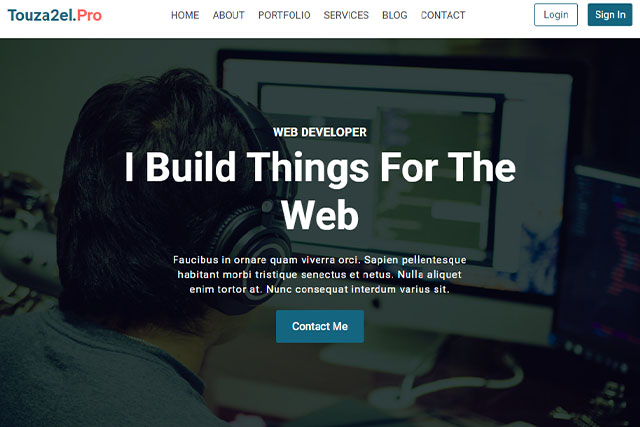 Touza2el.Pro
HOME ABOUT PORTFOLIO SERVICES BLOG CONTACT
Login Sign In
WEB DEVELOPER
I Build Things For The
Web
Faucibus in ornare quam viverra orci. Sapien pellentesque
habitant morbi tristique senectus et netus. Nulla aliquet
enim tortor at. Nunc consequat interdum varius sit.
Contact Me